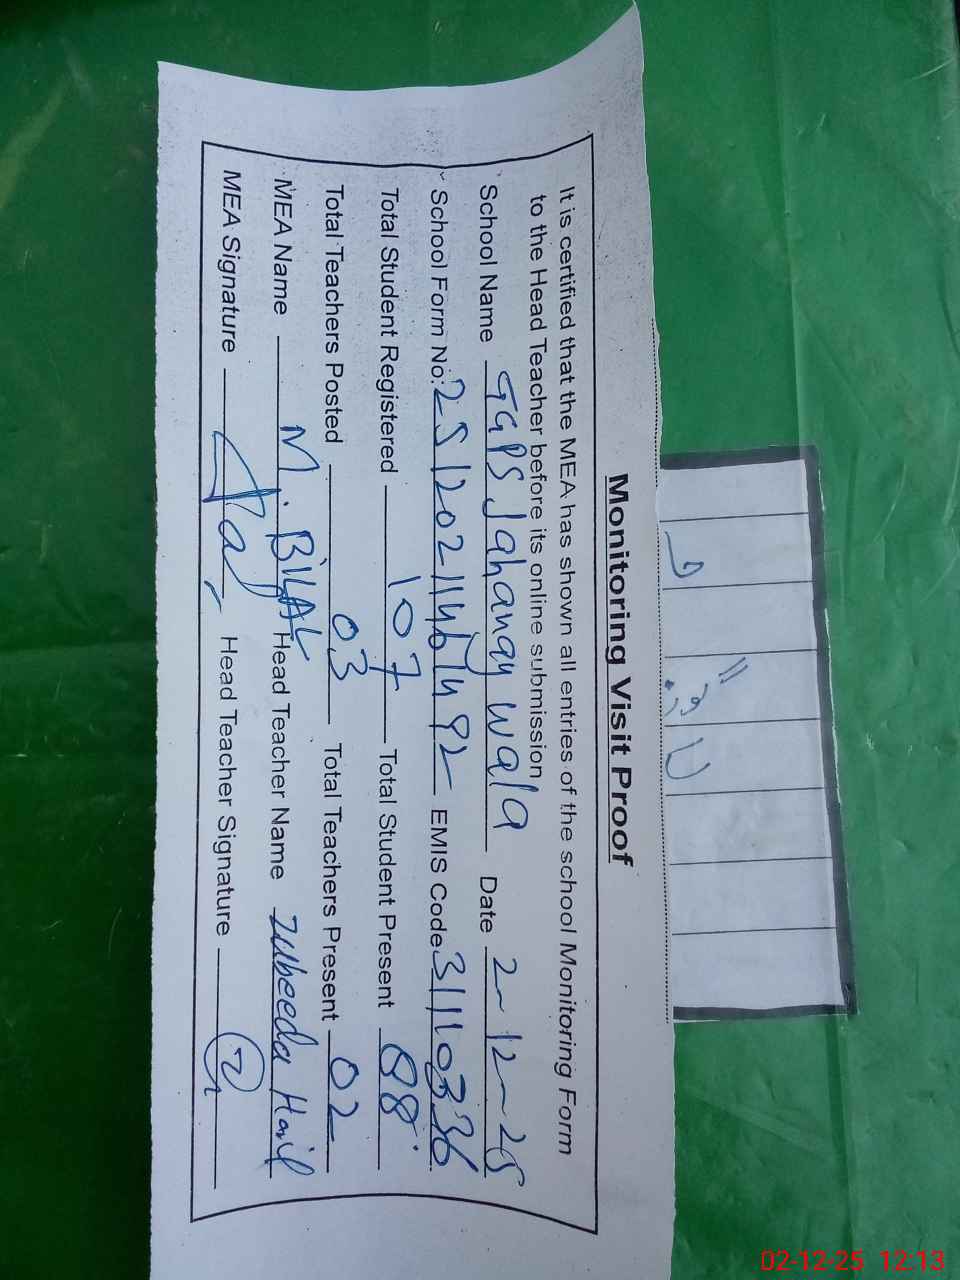 Monitoring Visit Proof
It is certified that the MEA has shown all entries of the school Monitoring Form
to the Head Teacher before its online submission
School Name GGPS Jahanay wala Date 2-12-25
School Form No. EMIS Code 31110336
Total Student Registered 107 Total Student Present 88
Total Teachers Posted 03 Total Teachers Present 02
MEA Name M. BILAL Head Teacher Name Zubeeda
MEA Signature Head Teacher Signature
02-12-25 12:13